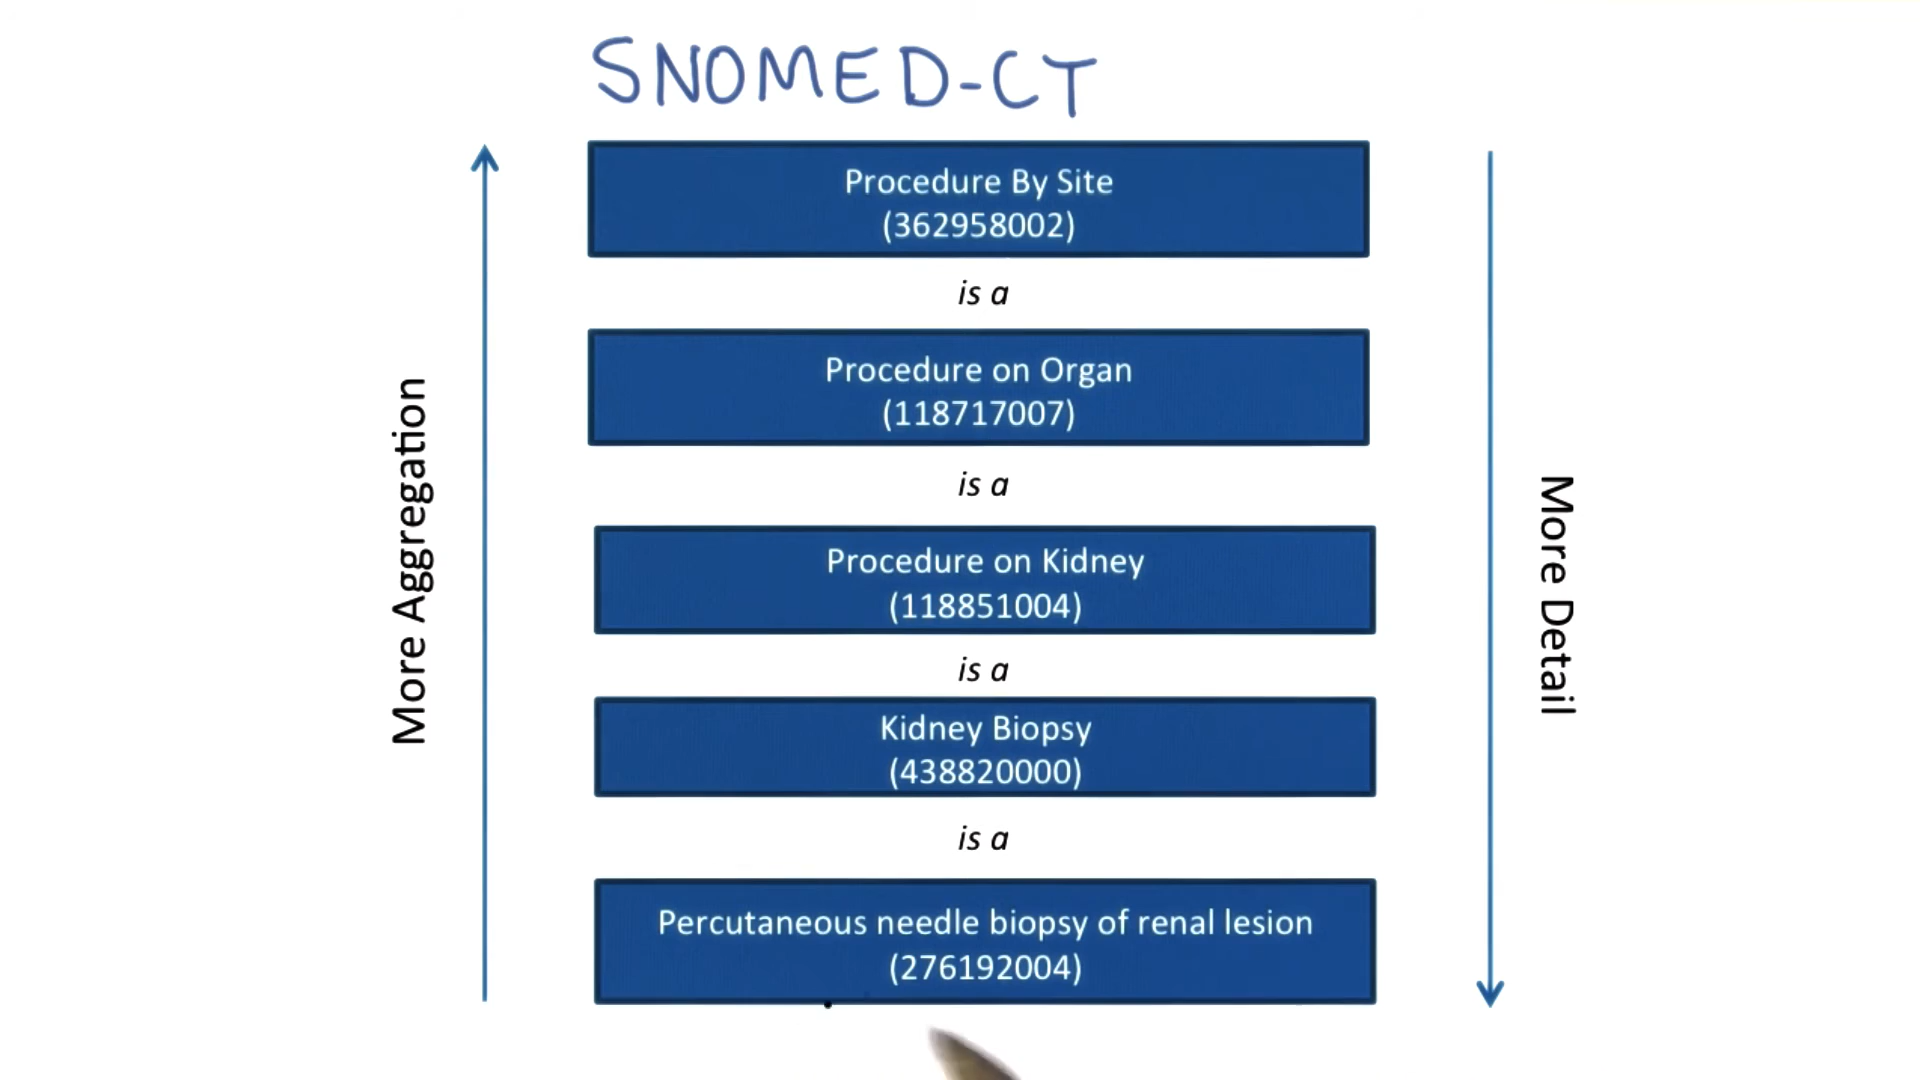 SNOMED-CT
Procedure By Site
(362958002)
is a
Procedure on Organ
(118717007)
is a
Procedure on Kidney
(118851004)
is a
Kidney Biopsy
(438820000)
is a
Percutaneous needle biopsy of renal lesion
(276192004)
More Aggregation
More Detail